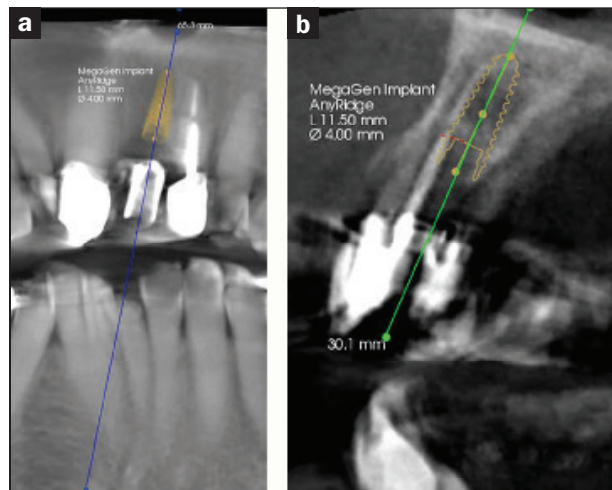 a
65.3 mm
MegaGen Implant
AnyRidge
L 11.50 mm
Ø 4.00 mm
b
MegaGen Implant
AnyRidge
L 11.50 mm
Ø 4.00 mm
30.1 mm